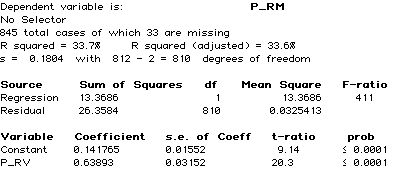 Dependent variable is: P_RM
No Selector
845 total cases of which 33 are missing
R squared = 33.7% R squared (adjusted) = 33.6%
s = 0.1804 with 812 - 2 = 810 degrees of freedom
Source Sum of Squares df Mean Square F-ratio
Regression 13.3686 1 13.3686 411
Residual 26.3584 810 0.0325413
Variable Coefficient s.e. of Coeff t-ratio prob
Constant 0.141765 0.01552 9.14 ≤ 0.0001
P_RV 0.63893 0.03152 20.3 ≤ 0.0001